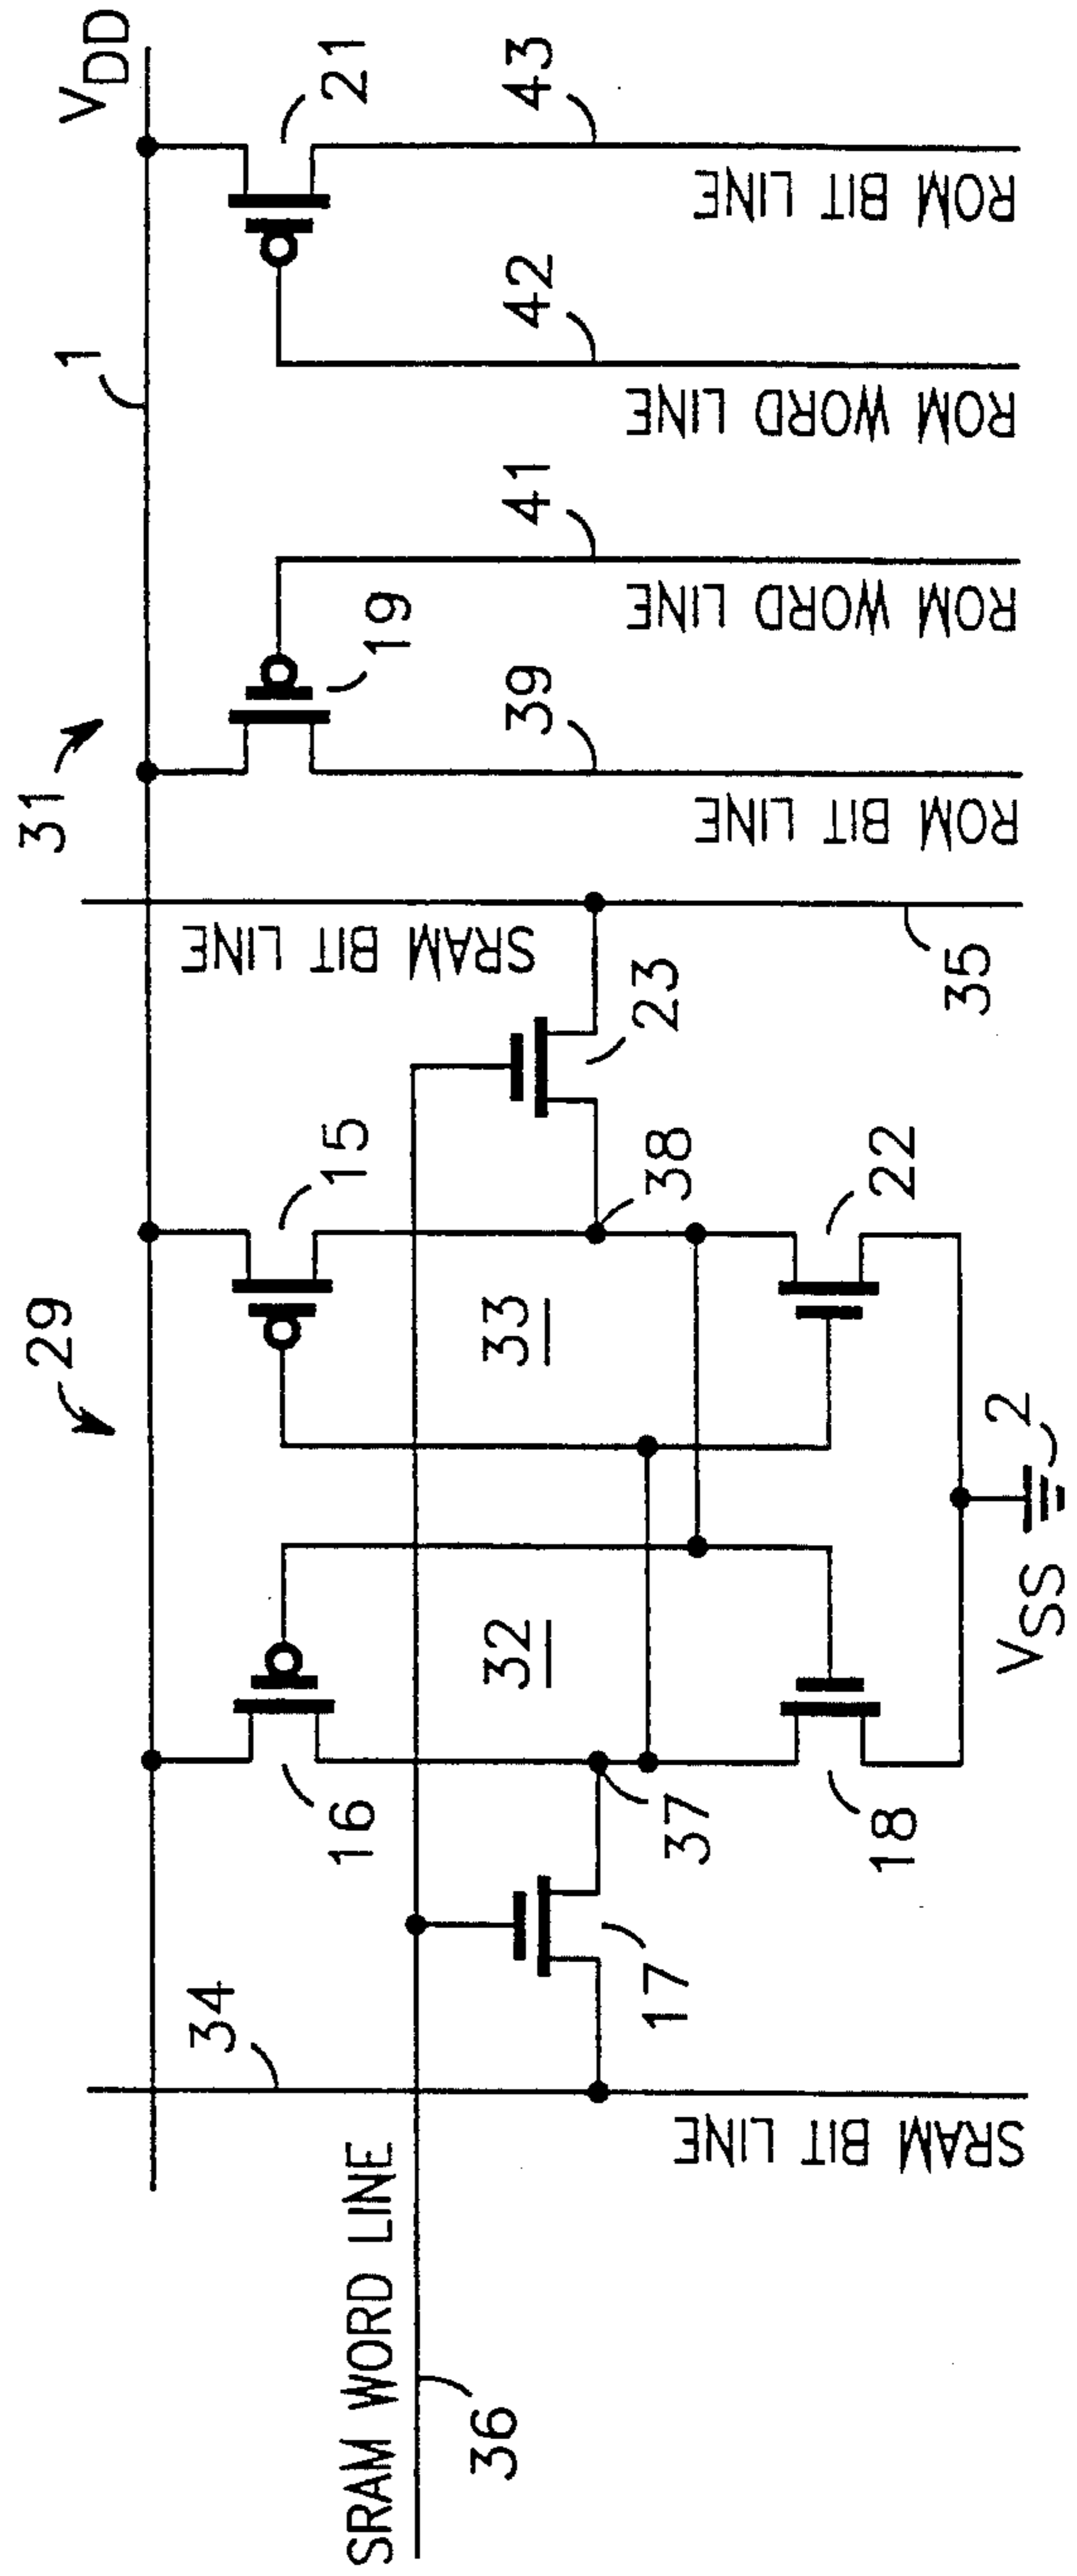 29
31
1
V_DD
34
SRAM WORD LINE
36
16
15
19
21
SRAM BIT LINE
32
33
39
41
42
43
17
37
38
23
18
22
35
SRAM BIT LINE
V_SS
2
ROM BIT LINE
ROM WORD LINE
ROM WORD LINE
ROM BIT LINE